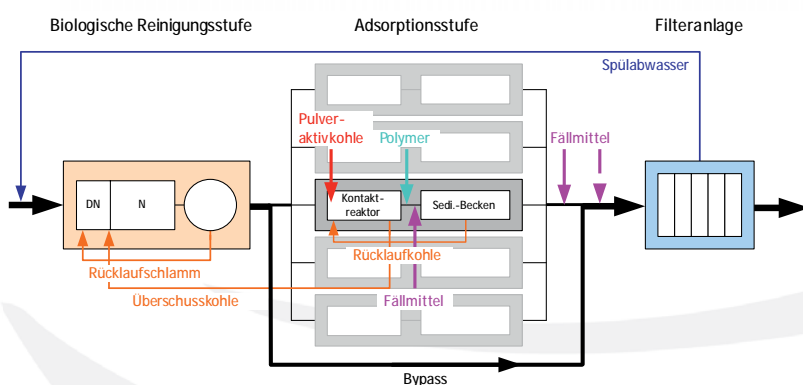 Biologische Reinigungsstufe
Adsorptionsstufe
Filteranlage
Spülabwasser
Pulver-
aktivkohle
Polymer
Fällmittel
DN
N
Kontakt-
reaktor
Sedi.-Becken
Rücklaufkohle
Rücklaufschlamm
Überschusskohle
Fällmittel
Bypass